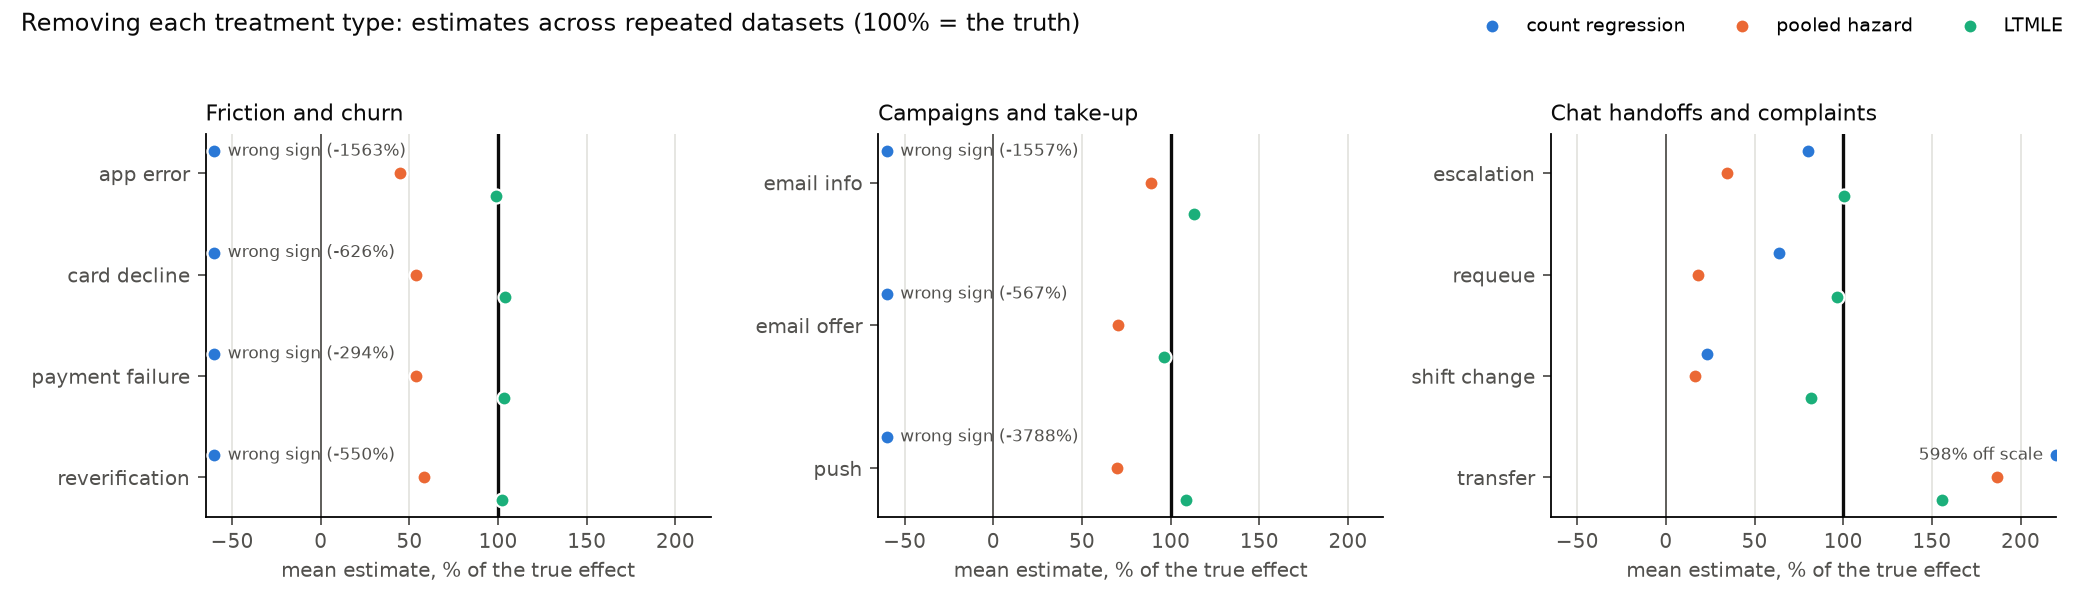 Removing each treatment type: estimates across repeated datasets (100% = the truth)
count regression
pooled hazard
LTMLE
Friction and churn
app error
wrong sign (-1563%)
card decline
wrong sign (-626%)
payment failure
wrong sign (-294%)
reverification
wrong sign (-550%)
−50 0 50 100 150 200
mean estimate, % of the true effect
Campaigns and take-up
email info
wrong sign (-1557%)
email offer
wrong sign (-567%)
push
wrong sign (-3788%)
−50 0 50 100 150 200
mean estimate, % of the true effect
Chat handoffs and complaints
escalation
requeue
shift change
transfer
598% off scale
−50 0 50 100 150 200
mean estimate, % of the true effect